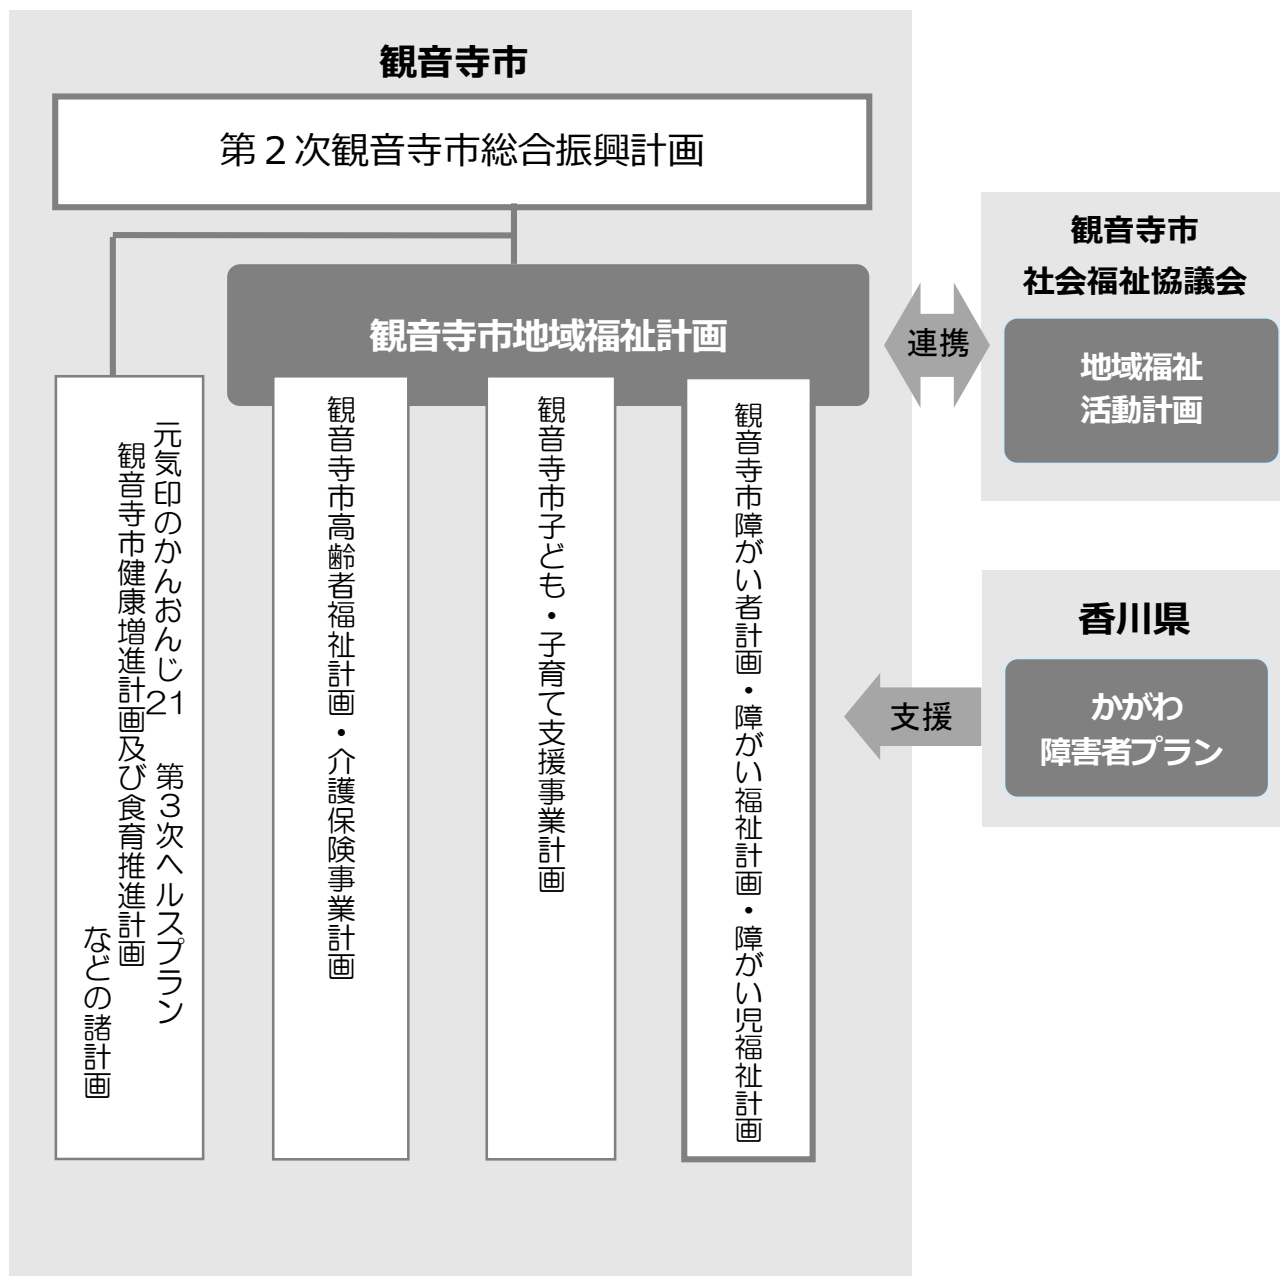 観音寺市
第２次観音寺市総合振興計画
観音寺市地域福祉計画
元気印のかんおんじ21　第３次ヘルスプラン
観音寺市健康増進計画及び食育推進計画
などの諸計画
観音寺市高齢者福祉計画・介護保険事業計画
観音寺市子ども・子育て支援事業計画
観音寺市障がい者計画・障がい福祉計画・障がい児福祉計画
連携
観音寺市
社会福祉協議会
地域福祉
活動計画
支援
香川県
かがわ
障害者プラン